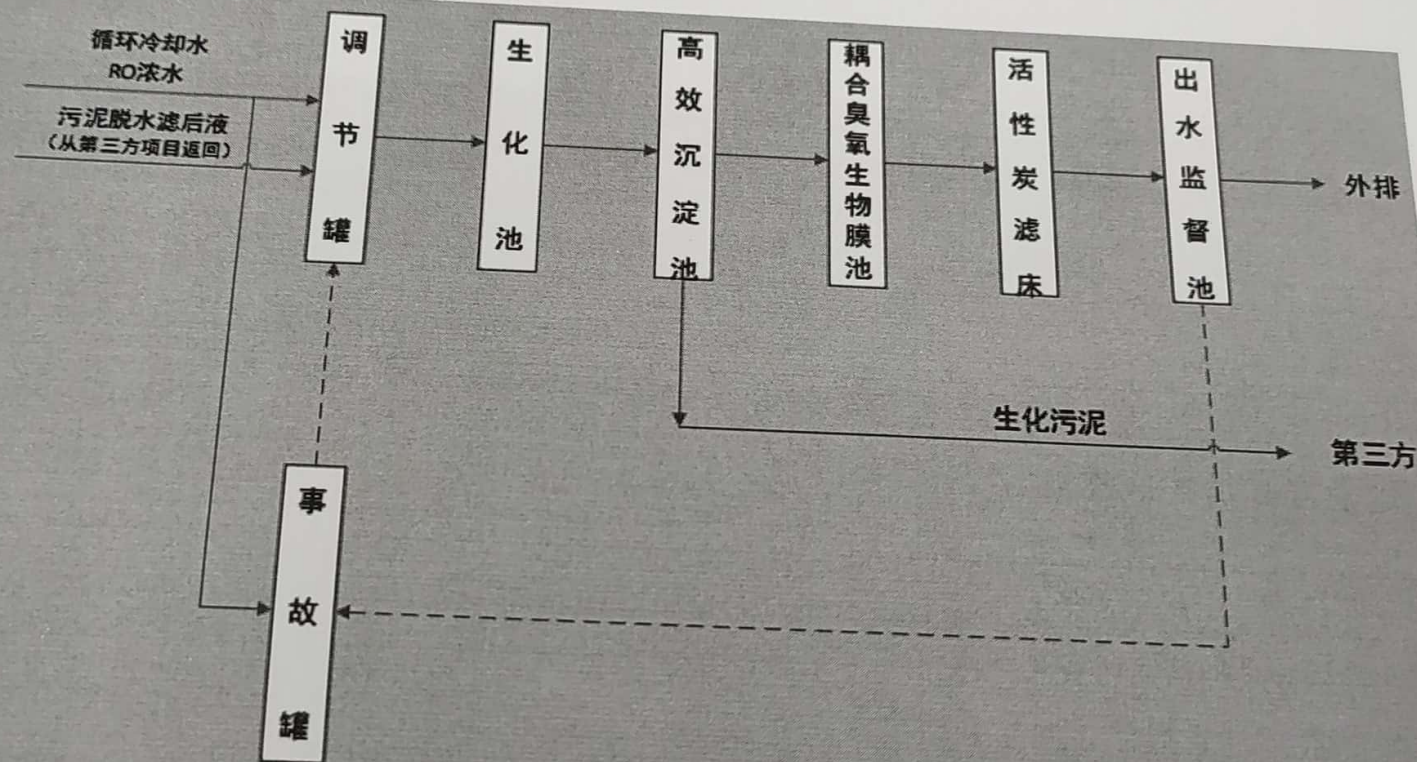 循环冷却水
RO浓水
污泥脱水滤后液
（从第三方项目返回）
调节罐
生化池
高效沉淀池
耦合臭氧生物膜池
活性炭滤床
出水监督池
外排
生化污泥
第三方
事故罐